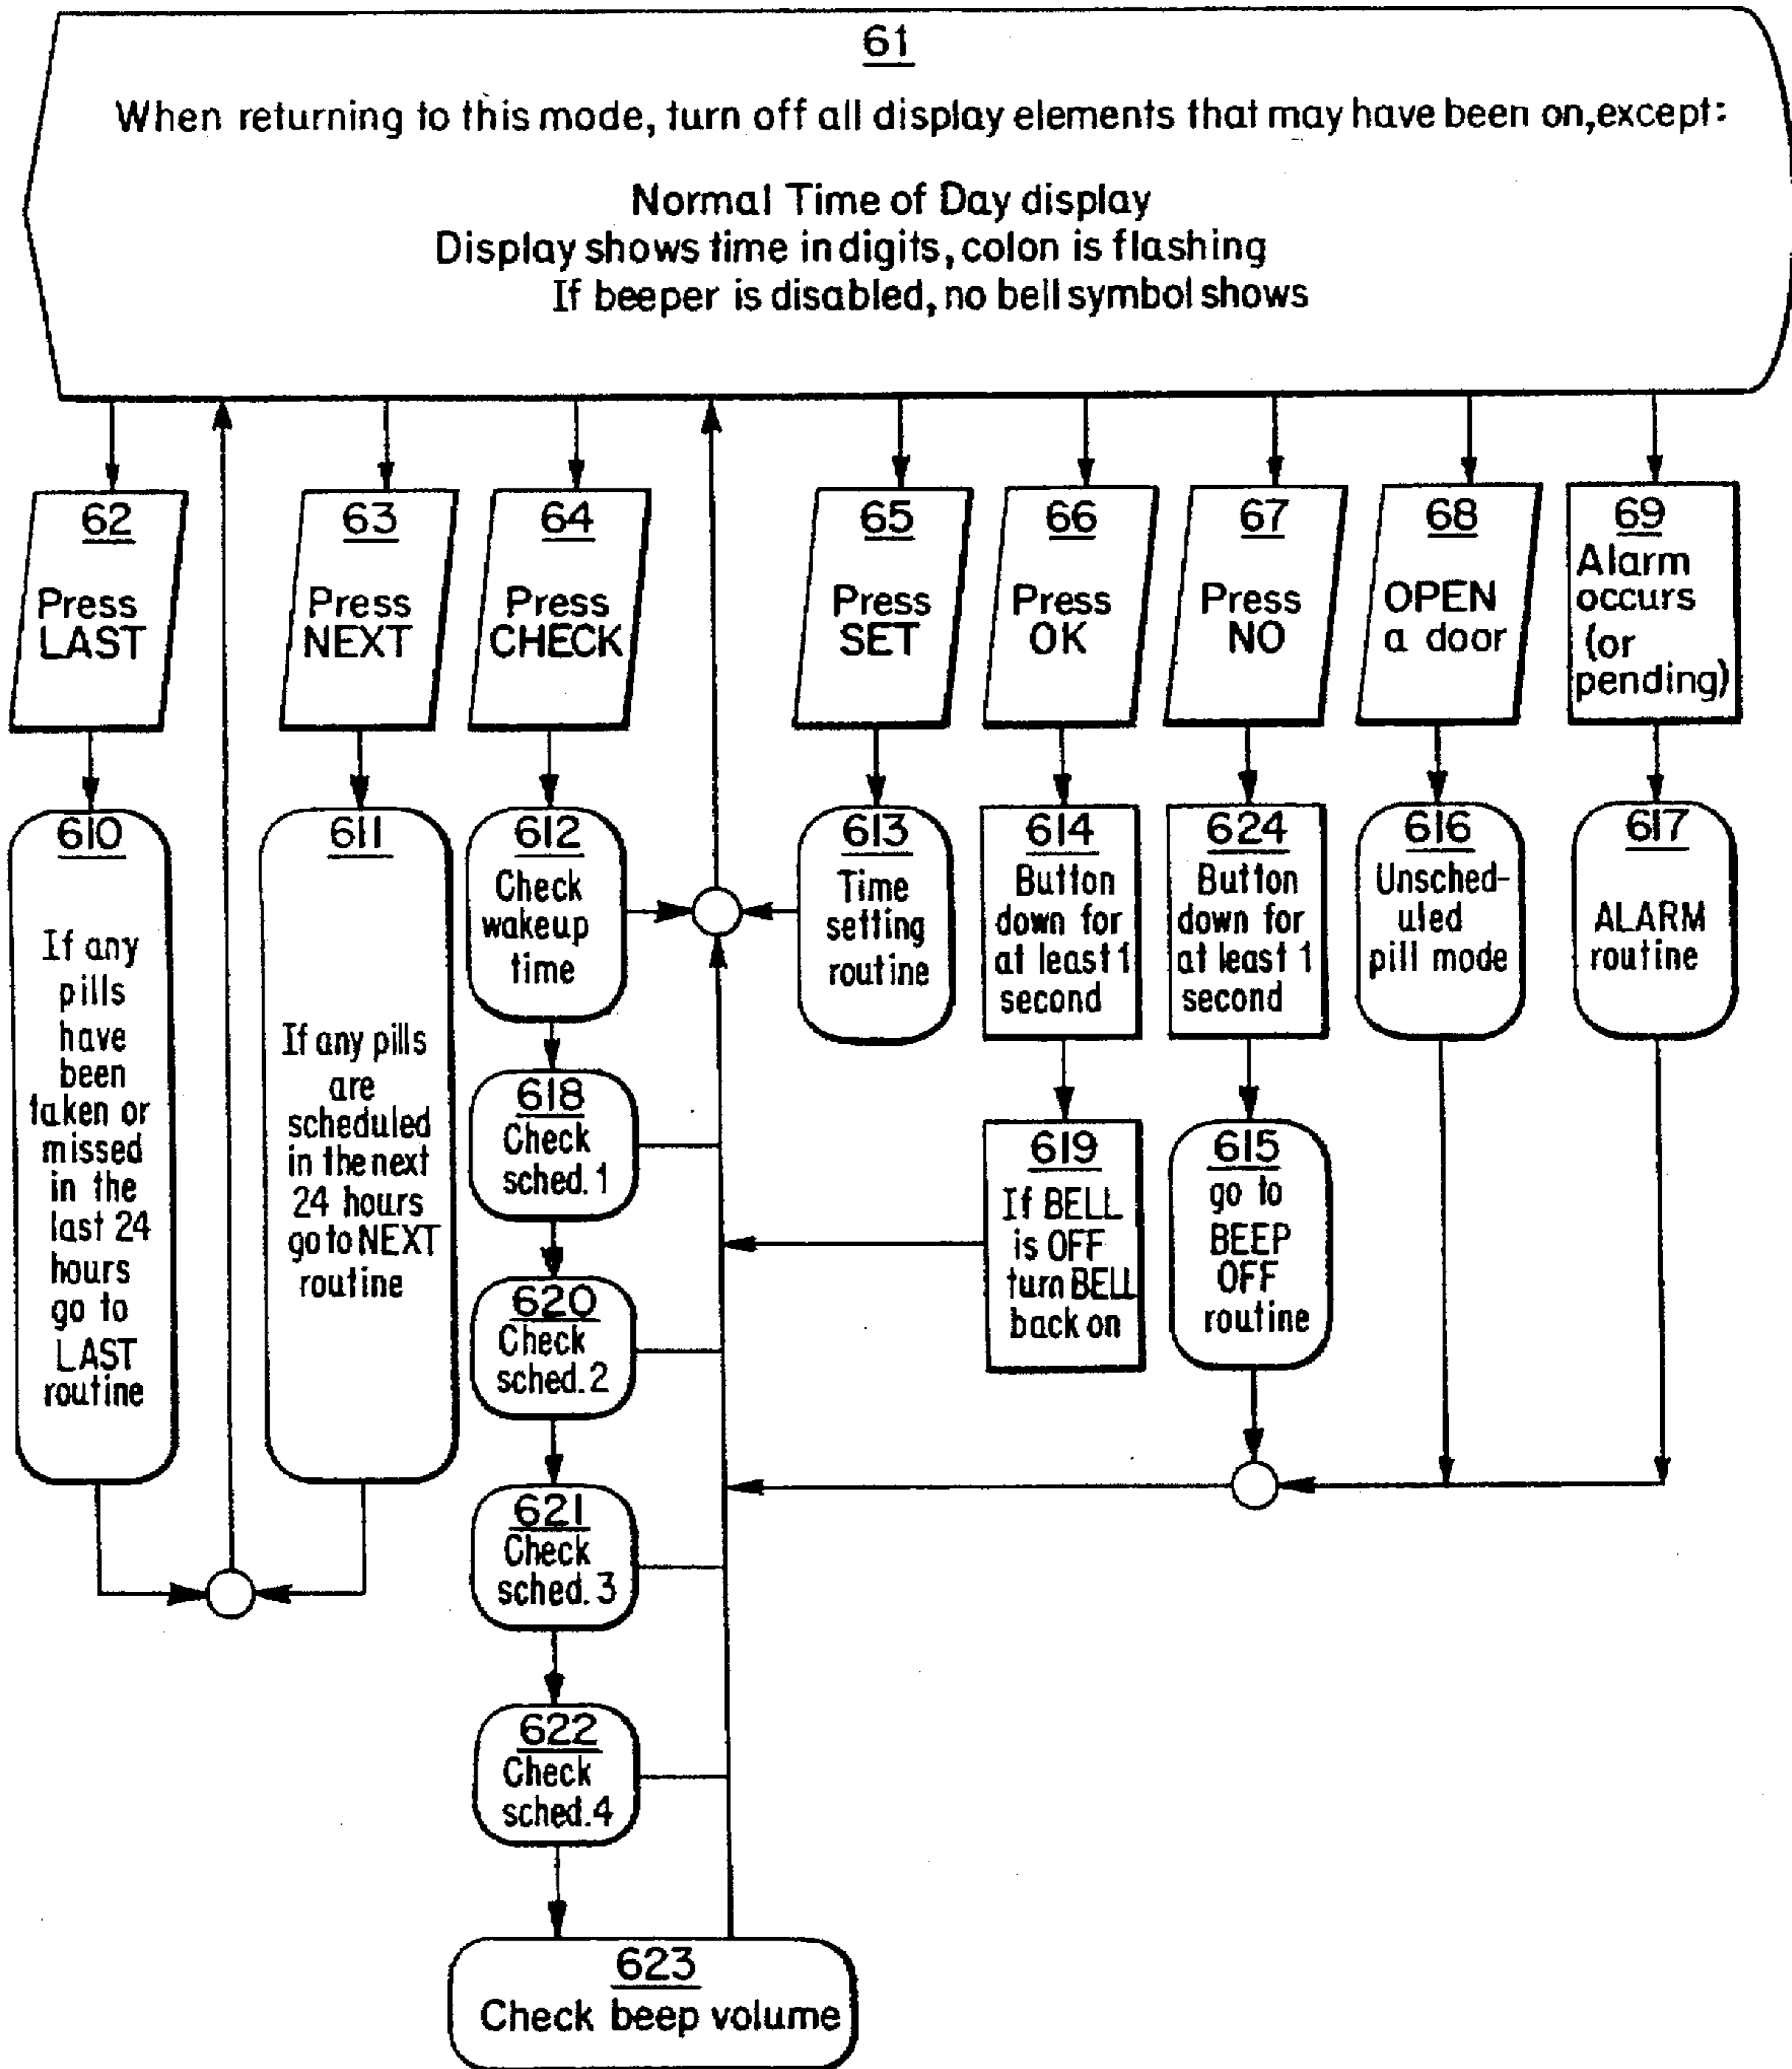 61
When returning to this mode, turn off all display elements that may have been on, except:
Normal Time of Day display
Display shows time in digits, colon is flashing
If beeper is disabled, no bell symbol shows
62
Press
LAST
63
Press
NEXT
64
Press
CHECK
65
Press
SET
66
Press
OK
67
Press
NO
68
OPEN
a door
69
Alarm
occurs
(or
pending)
610
If any
pills
have
been
taken or
missed
in the
last 24
hours
go to
LAST
routine
611
If any pills
are
scheduled
in the next
24 hours
go to NEXT
routine
612
Check
wakeup
time
613
Time
setting
routine
614
Button
down for
at least 1
second
624
Button
down for
at least 1
second
616
Unsched-
uled
pill mode
617
ALARM
routine
618
Check
sched. 1
619
If BELL
is OFF
turn BELL
back on
615
go to
BEEP
OFF
routine
620
Check
sched. 2
621
Check
sched. 3
622
Check
sched. 4
623
Check beep volume